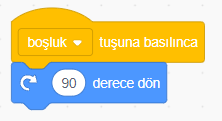 boşluk tuşuna basılınca
90 derece dön